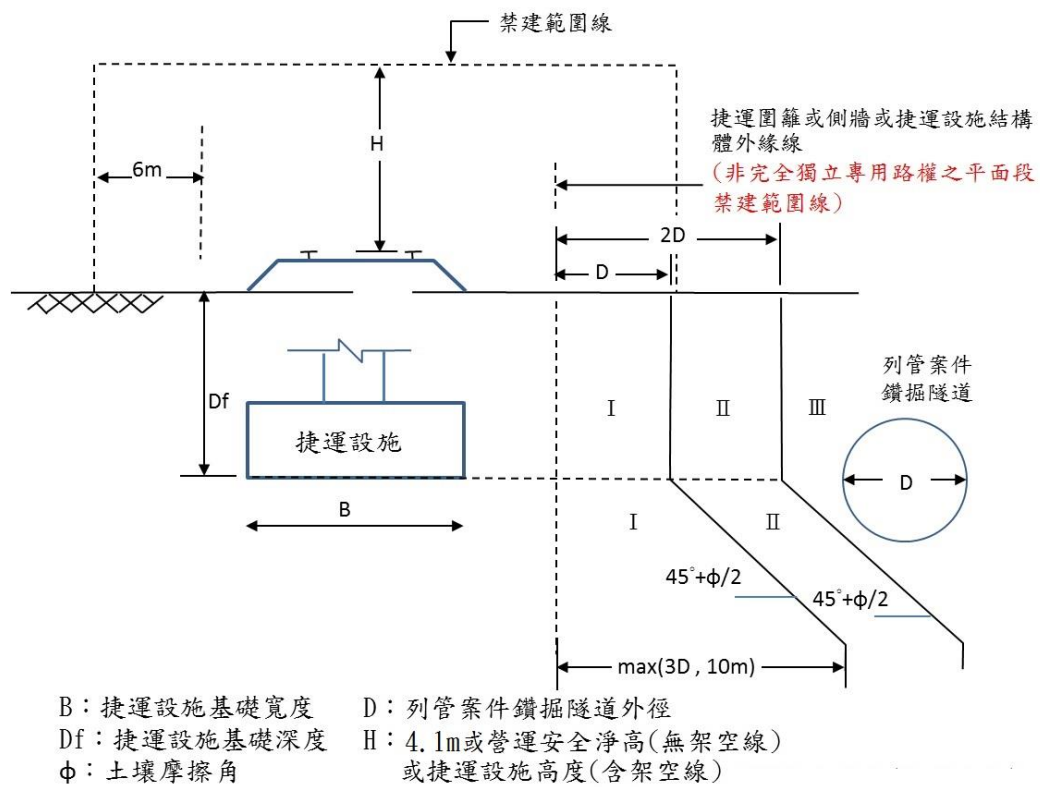 禁建範圍線
捷運圍籬或側牆或捷運設施結構
體外緣線
(非完全獨立專用路權之平面段
禁建範圍線)
H
6m
2D
D
Df
捷運設施
B
I
II
III
列管案件
鑽掘隧道
D
I
II
45°+φ/2
45°+φ/2
max(3D , 10m)
B：捷運設施基礎寬度
D：列管案件鑽掘隧道外徑
Df：捷運設施基礎深度
H：4.1m或營運安全淨高(無架空線)
φ：土壤摩擦角
或捷運設施高度(含架空線)